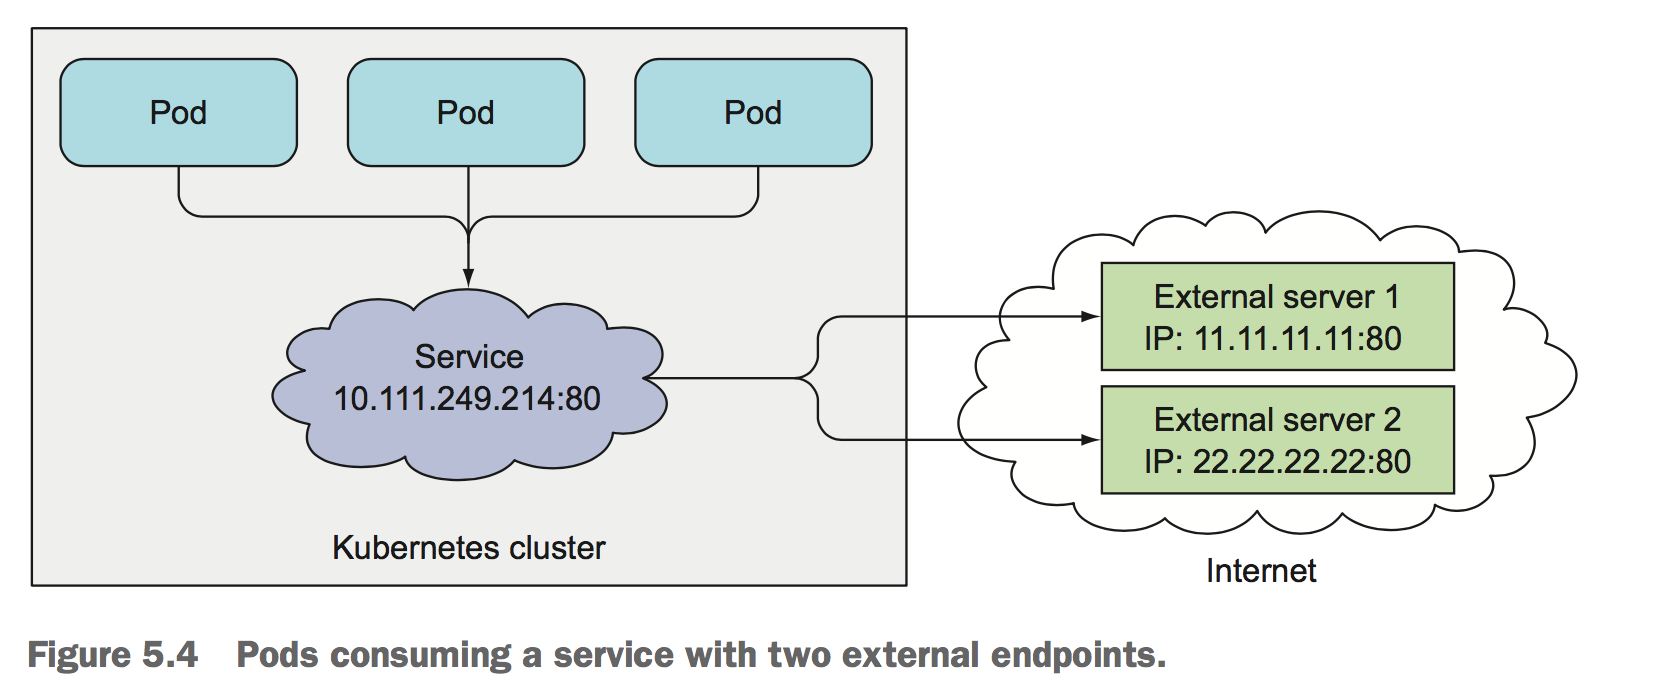 Pod
Pod
Pod
Service
10.111.249.214:80
Kubernetes cluster
External server 1
IP: 11.11.11.11:80
External server 2
IP: 22.22.22.22:80
Internet
Figure 5.4 Pods consuming a service with two external endpoints.